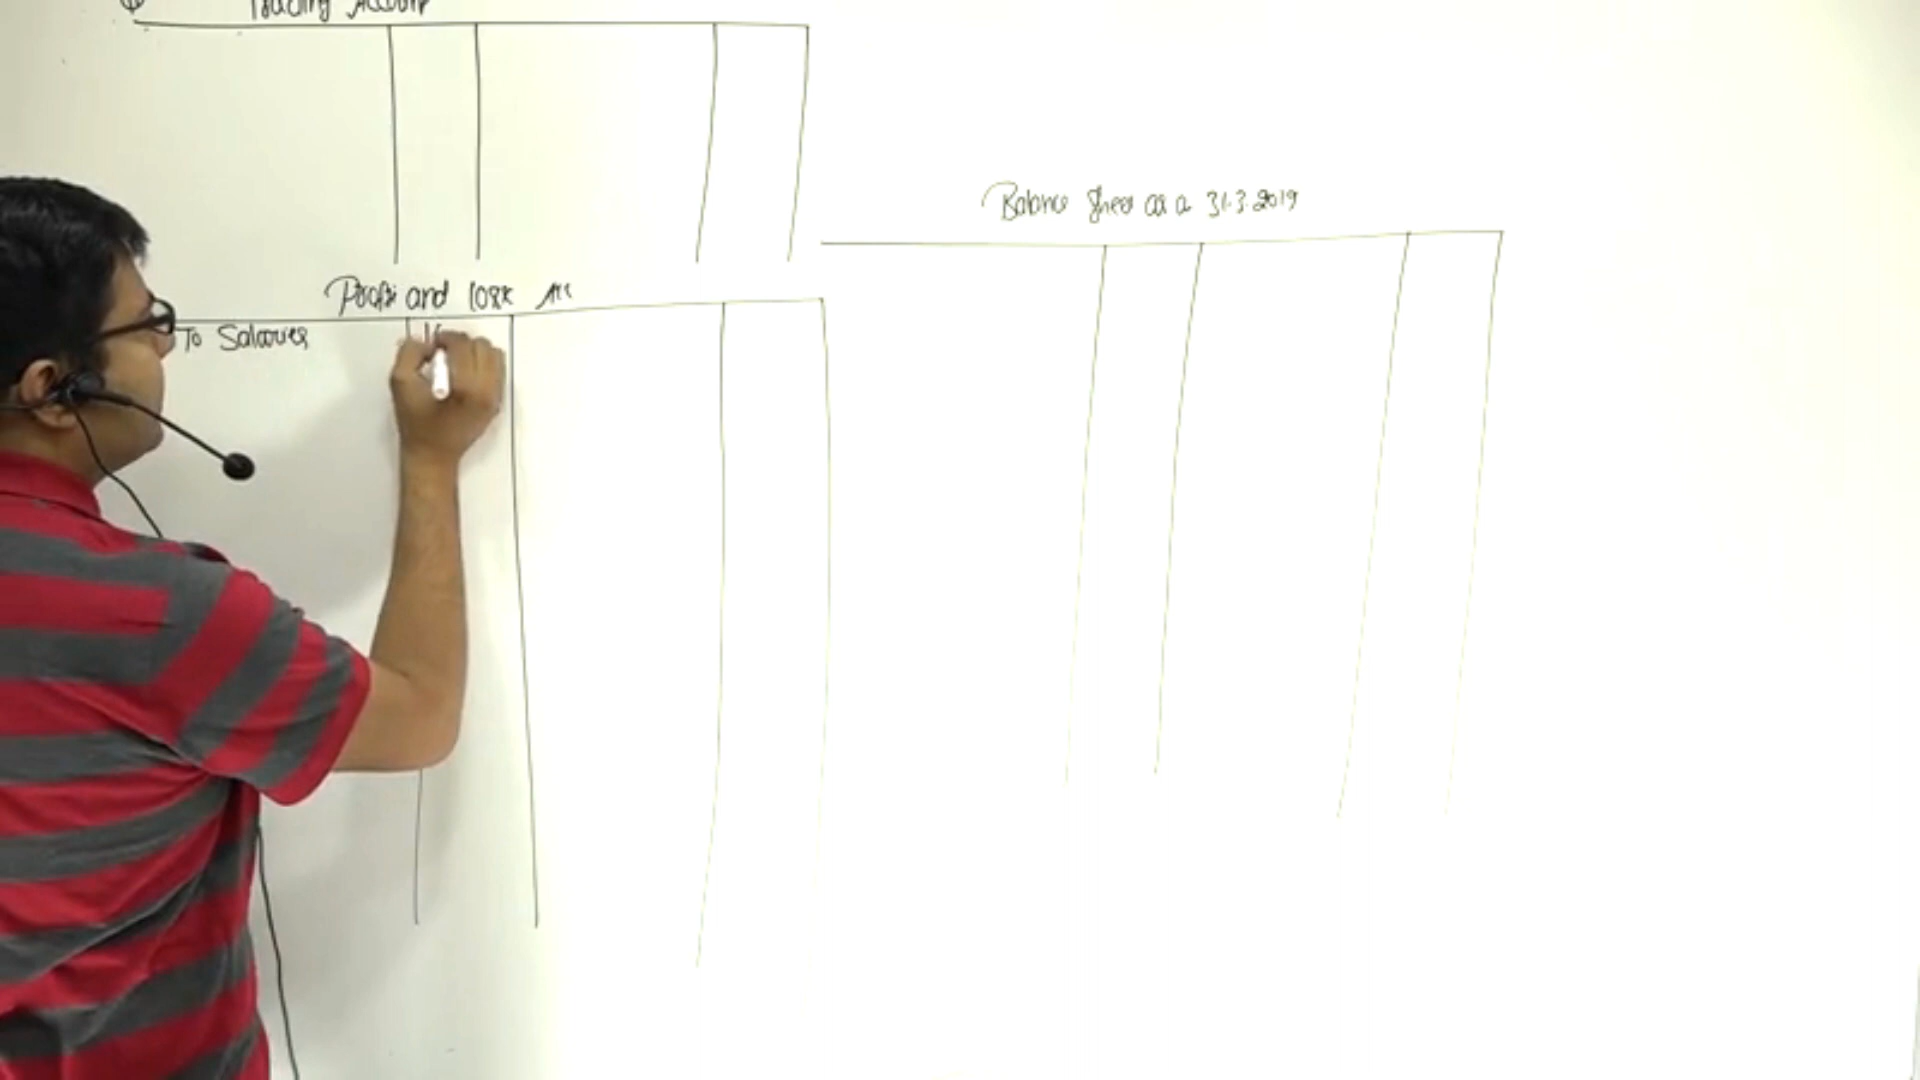 Trading Account
Profit and loss A/c
To Salaries
Balance Sheet as a 31.3.2019